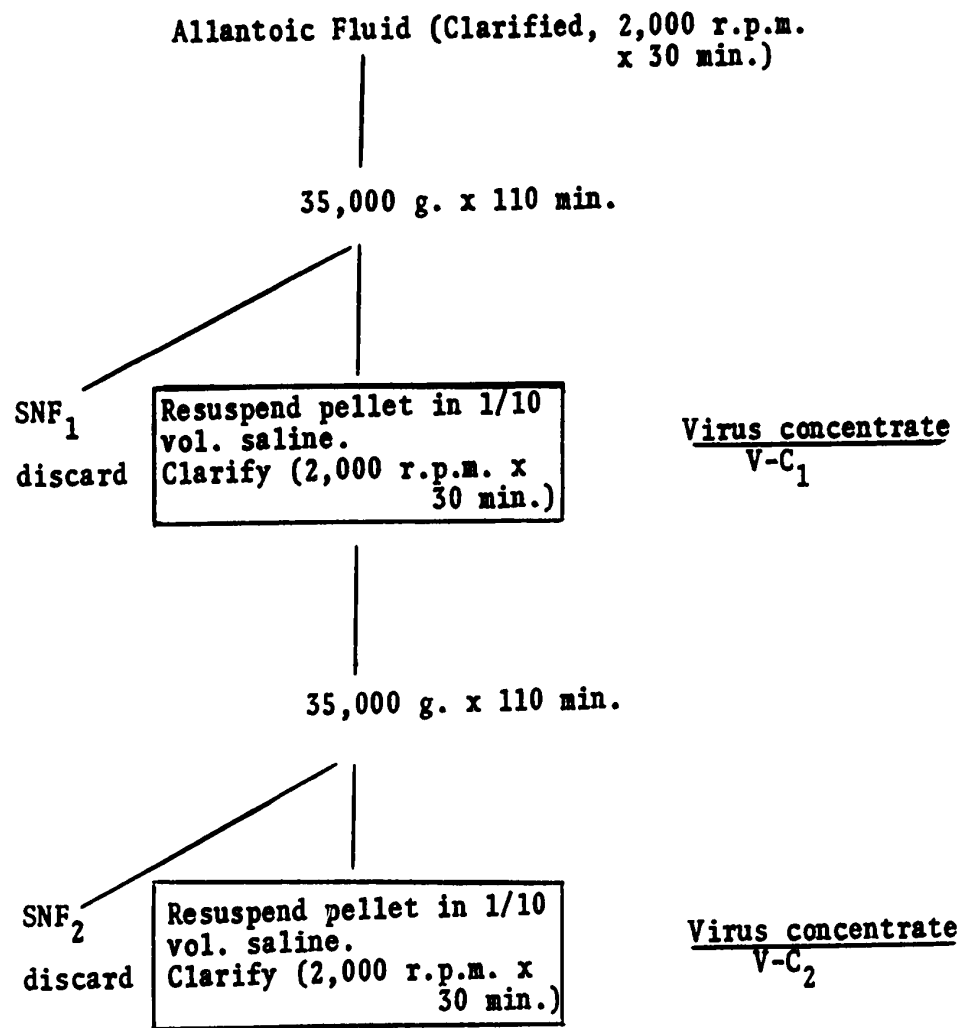 Allantoic Fluid (Clarified, 2,000 r.p.m.
x 30 min.)
35,000 g. x 110 min.
SNF₁
discard
Resuspend pellet in 1/10
vol. saline.
Clarify (2,000 r.p.m. x
30 min.)
Virus concentrate
V-C₁
35,000 g. x 110 min.
SNF₂
discard
Resuspend pellet in 1/10
vol. saline.
Clarify (2,000 r.p.m. x
30 min.)
Virus concentrate
V-C₂